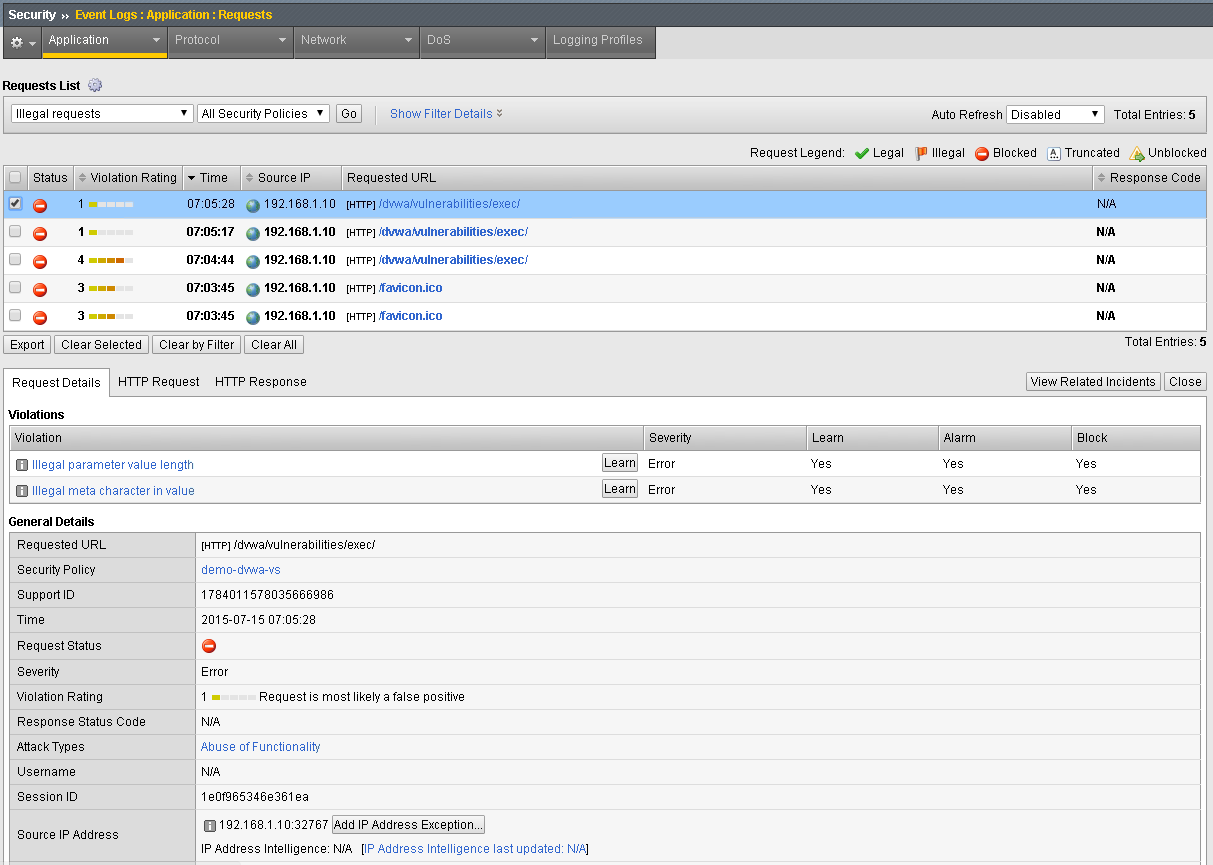 Security ›› Event Logs : Application : Requests
Application Protocol Network DoS Logging Profiles
Requests List
Illegal requests All Security Policies Go Show Filter Details Auto Refresh Disabled Total Entries: 5
Request Legend: Legal Illegal Blocked A Truncated Unblocked
Status Violation Rating Time Source IP Requested URL Response Code
1 07:05:28 192.168.1.10 [HTTP] /dvwa/vulnerabilities/exec/ N/A
1 07:05:17 192.168.1.10 [HTTP] /dvwa/vulnerabilities/exec/ N/A
4 07:04:44 192.168.1.10 [HTTP] /dvwa/vulnerabilities/exec/ N/A
3 07:03:45 192.168.1.10 [HTTP] /favicon.ico N/A
3 07:03:45 192.168.1.10 [HTTP] /favicon.ico N/A
Export Clear Selected Clear by Filter Clear All Total Entries: 5
Request Details HTTP Request HTTP Response View Related Incidents Close
Violations
Violation Severity Learn Alarm Block
Illegal parameter value length Learn Error Yes Yes Yes
Illegal meta character in value Learn Error Yes Yes Yes
General Details
Requested URL [HTTP] /dvwa/vulnerabilities/exec/
Security Policy demo-dvwa-vs
Support ID 1784011578035666986
Time 2015-07-15 07:05:28
Request Status
Severity Error
Violation Rating 1 Request is most likely a false positive
Response Status Code N/A
Attack Types Abuse of Functionality
Username N/A
Session ID 1e0f965346e361ea
Source IP Address 192.168.1.10:32767 Add IP Address Exception...
IP Address Intelligence: N/A [IP Address Intelligence last updated: N/A]